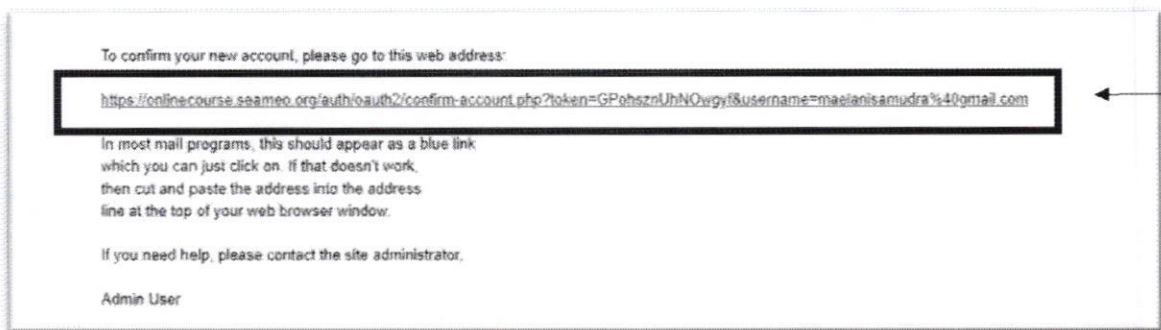 To confirm your new account, please go to this web address:
https://onlinecourse.seameo.org/auth/oauth2/confirm-account.php?token=GPohsznUhNOwgyf&username=maelanisamudra%40gmail.com
In most mail programs, this should appear as a blue link
which you can just click on. If that doesn't work,
then cut and paste the address into the address
line at the top of your web browser window.
If you need help, please contact the site administrator,
Admin User